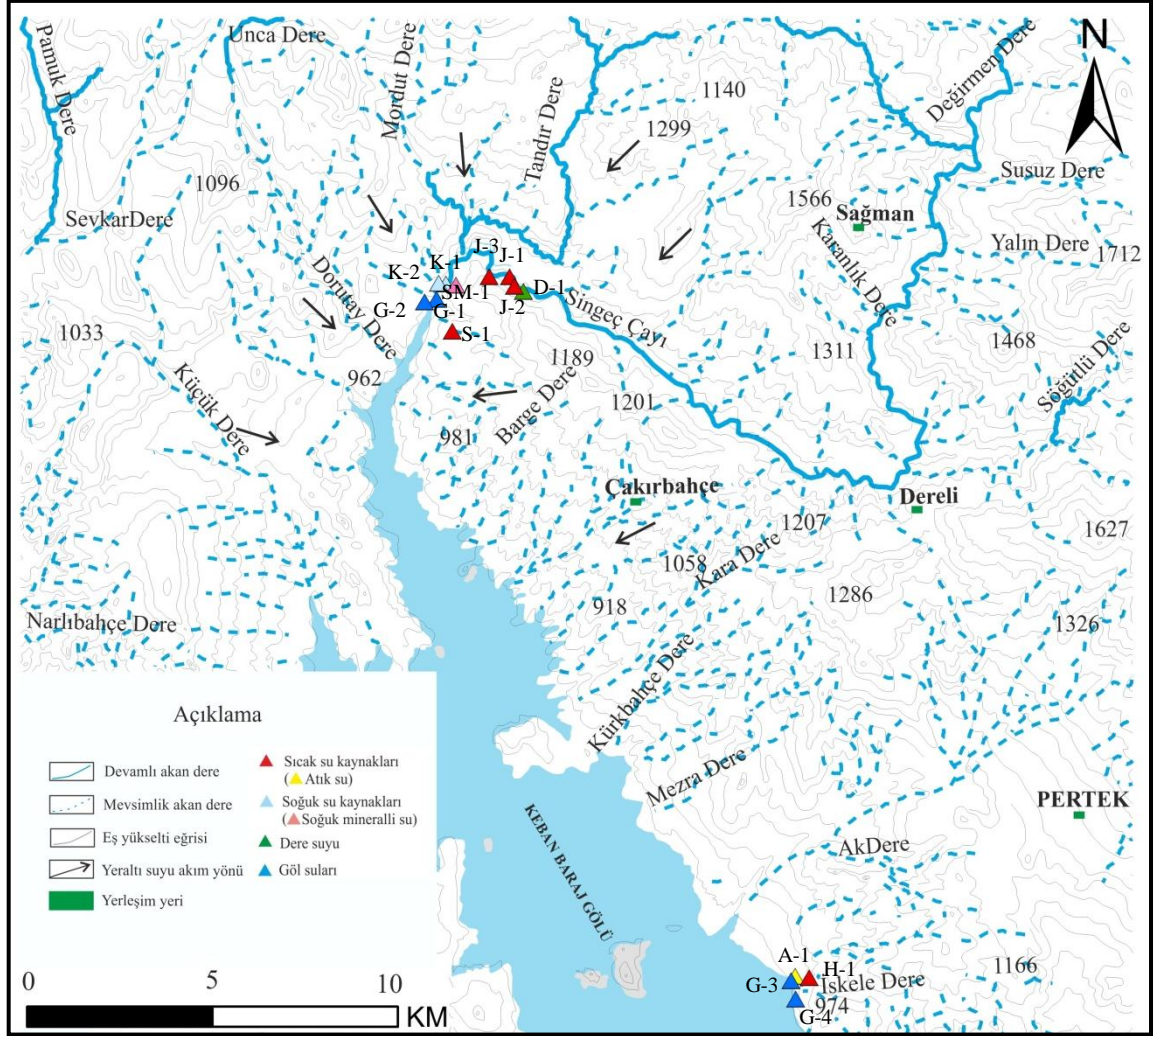 Pamuk Dere
Unca Dere
Mordut Dere
Tandır Dere
Değirmen Dere
N
1140
1299
1096
1566
Sağman
Susuz Dere
SevkarDere
Karanlık Dere
Yalın Dere
1712
J-3
J-1
K-1
K-2
SM-1
D-1
G-2
G-1
J-2
S-1
Singeç Çayı
Dorutay Dere
1033
1189
1311
1468
962
Küçük Dere
Barge Dere
1201
Söğütlü Dere
981
Çakırbahçe
Dereli
1207
1627
1058
Kara Dere
918
1286
1326
Narlıbahçe Dere
Kürkbahçe Dere
Mezra Dere
PERTEK
AkDere
KEBAN BARAJ GÖLÜ
A-1
H-1
1166
G-3
İskele Dere
974
G-4
Açıklama
Devamlı akan dere
Mevsimlik akan dere
Eş yükselti eğrisi
Yeraltı suyu akım yönü
Yerleşim yeri
Sıcak su kaynakları
(Atık su)
Soğuk su kaynakları
(Soğuk mineralli su)
Dere suyu
Göl suları
0 5 10
KM